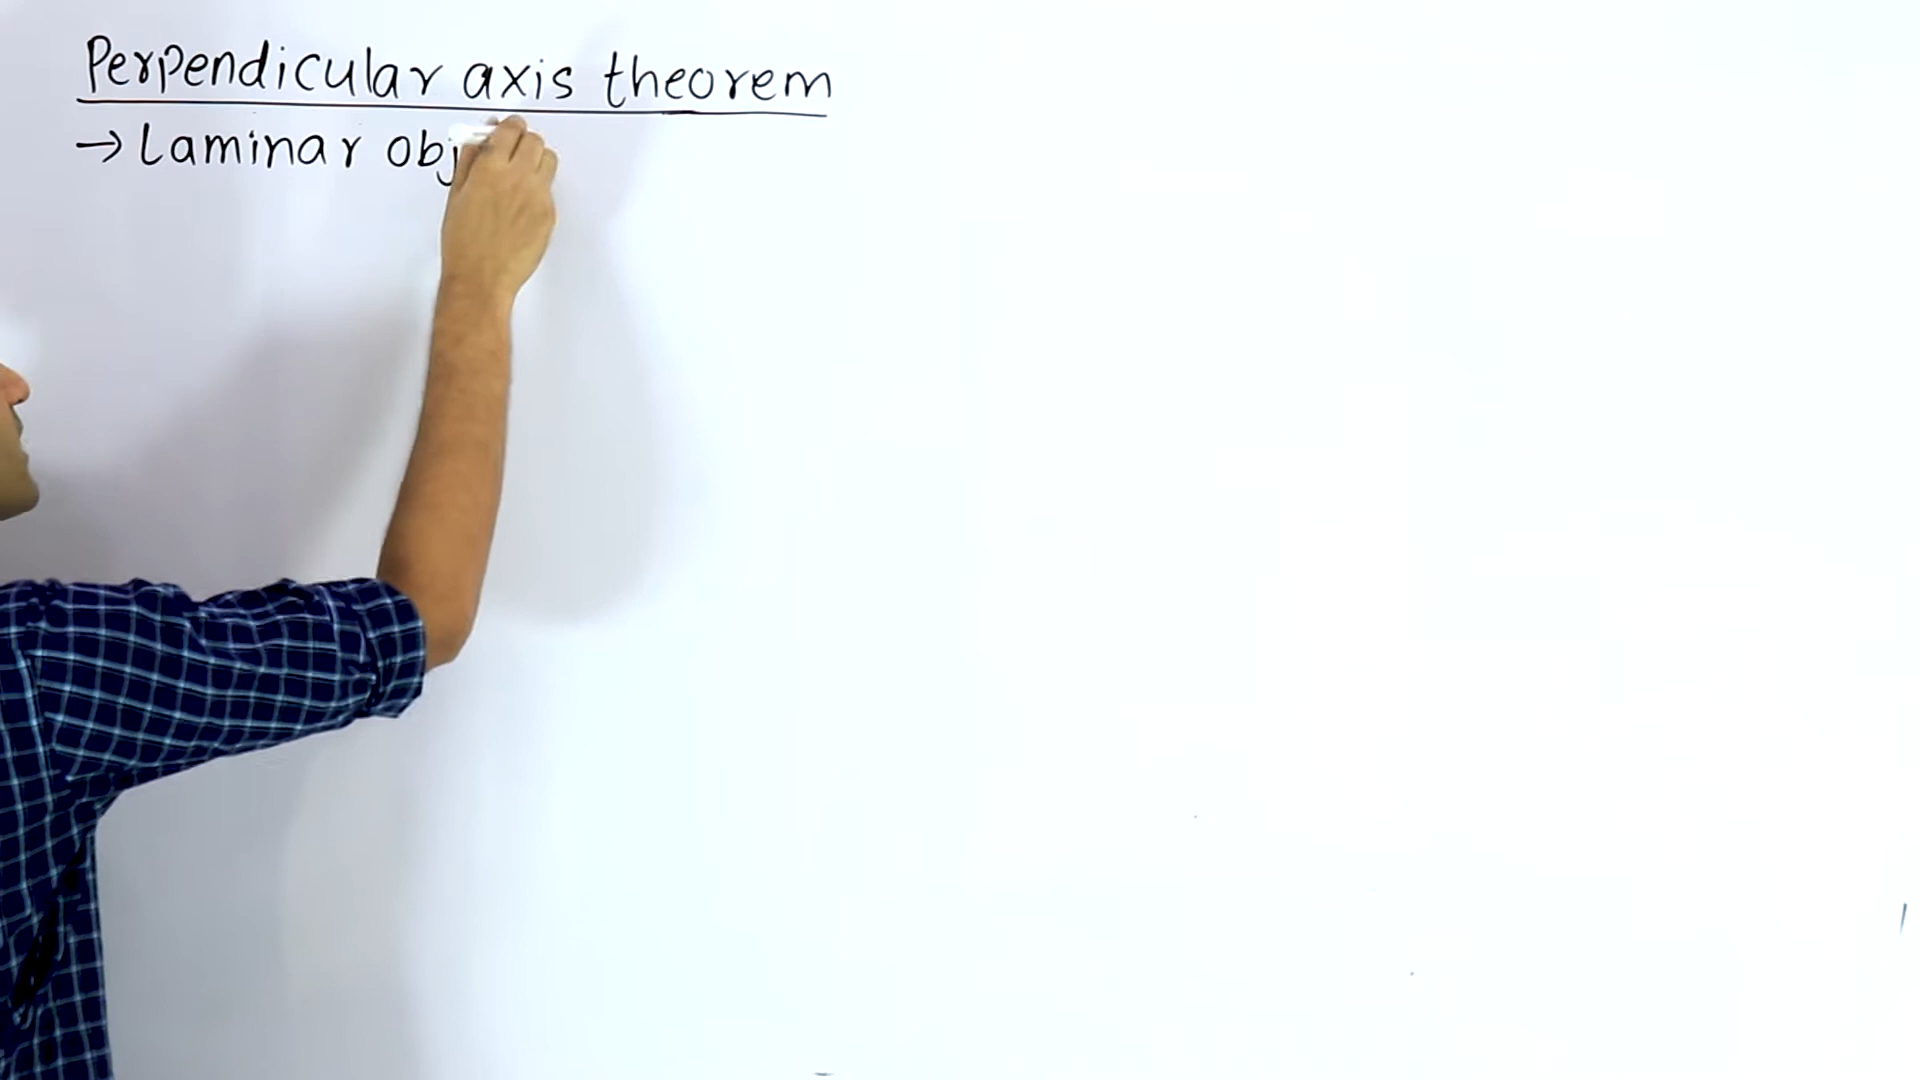 Perpendicular axis theorem
→ Laminar obj